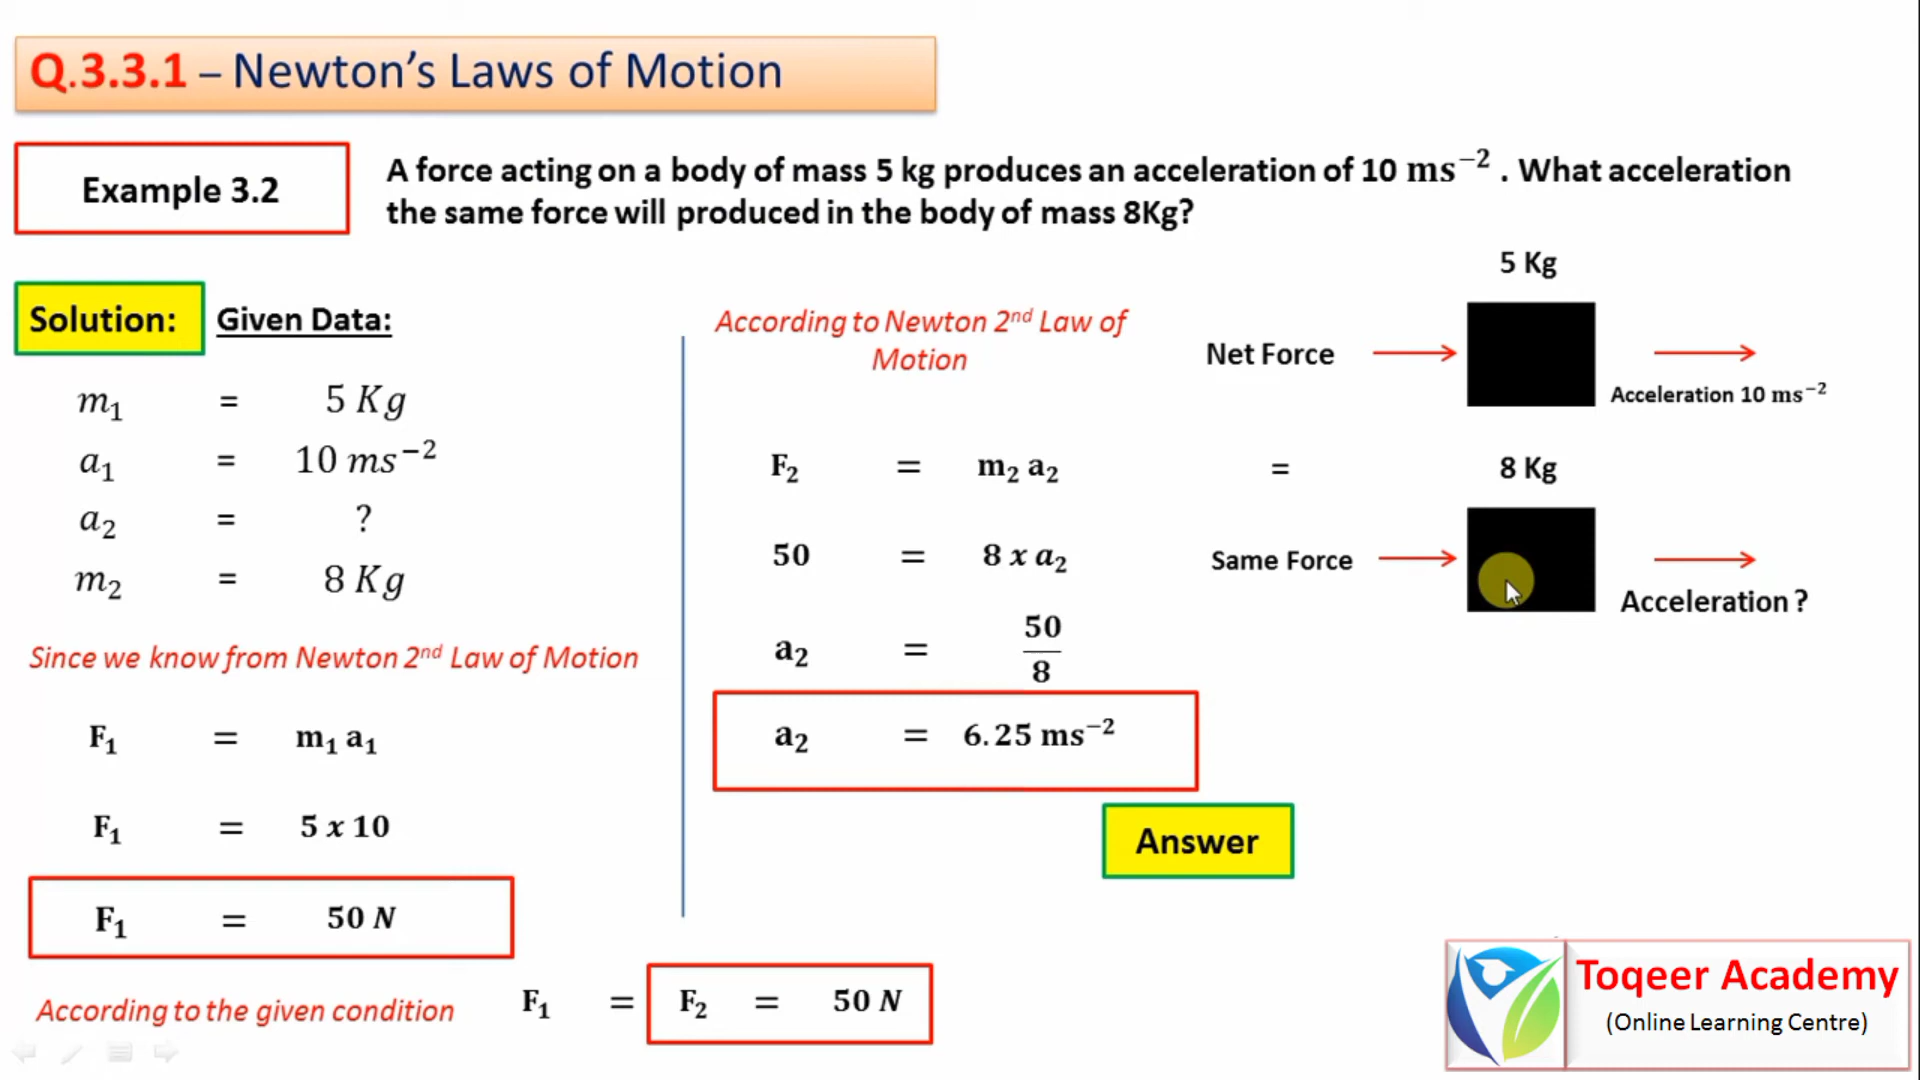 Q.3.3.1 – Newton’s Laws of Motion
Example 3.2
A force acting on a body of mass 5 kg produces an acceleration of 10 ms⁻² . What acceleration
the same force will produced in the body of mass 8Kg?
Solution: Given Data:
m₁ = 5 Kg
a₁ = 10 ms⁻²
a₂ = ?
m₂ = 8 Kg
Since we know from Newton 2ⁿᵈ Law of Motion
F₁ = m₁ a₁
F₁ = 5 x 10
F₁ = 50 N
According to the given condition F₁ = F₂ = 50 N
According to Newton 2ⁿᵈ Law of
Motion
F₂ = m₂ a₂
50 = 8 x a₂
a₂ = 50/8
a₂ = 6.25 ms⁻²
Answer
5 Kg
Net Force
Acceleration 10 ms⁻²
= 8 Kg
Same Force
Acceleration ?
Toqeer Academy
(Online Learning Centre)